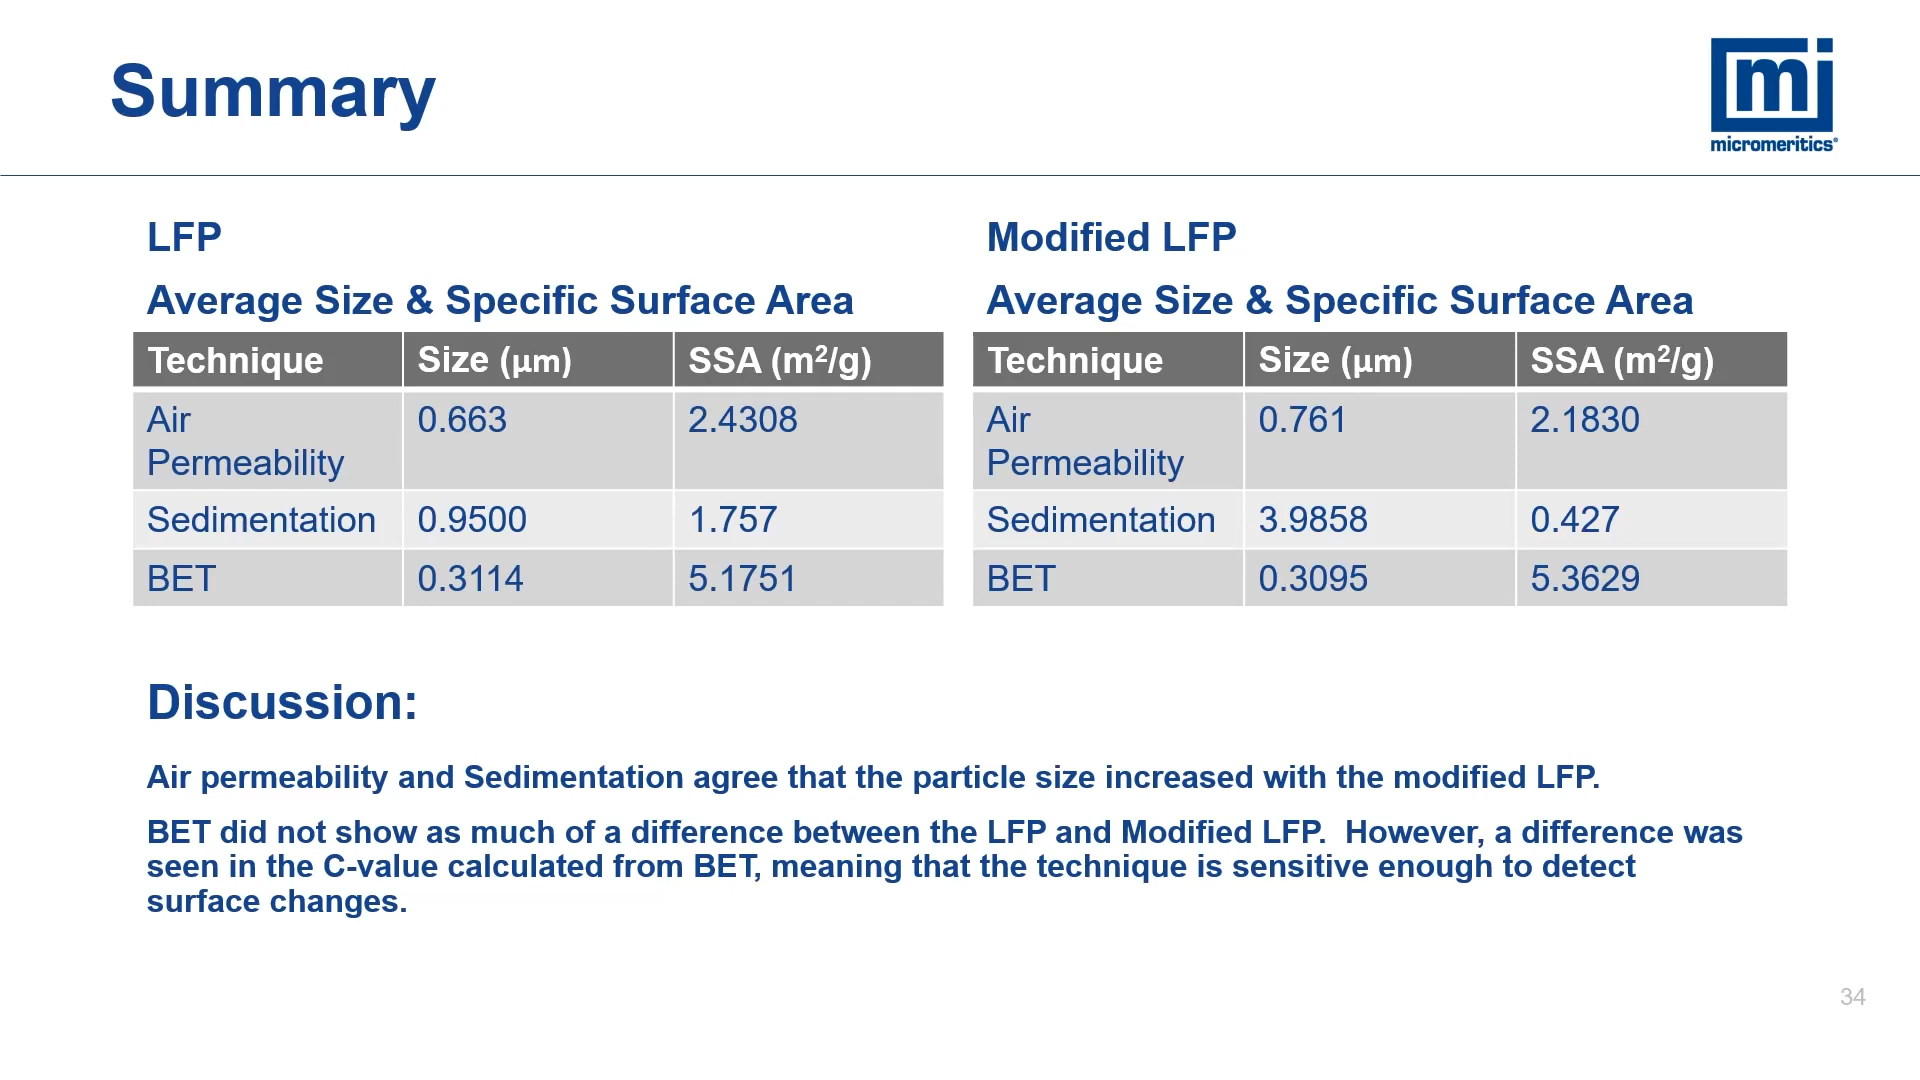 Summary
mi
micromeritics®
LFP
Average Size & Specific Surface Area
Technique Size (µm) SSA (m²/g)
Air Permeability 0.663 2.4308
Sedimentation 0.9500 1.757
BET 0.3114 5.1751
Modified LFP
Average Size & Specific Surface Area
Technique Size (µm) SSA (m²/g)
Air Permeability 0.761 2.1830
Sedimentation 3.9858 0.427
BET 0.3095 5.3629
Discussion:
Air permeability and Sedimentation agree that the particle size increased with the modified LFP.
BET did not show as much of a difference between the LFP and Modified LFP.  However, a difference was
seen in the C-value calculated from BET, meaning that the technique is sensitive enough to detect
surface changes.
34